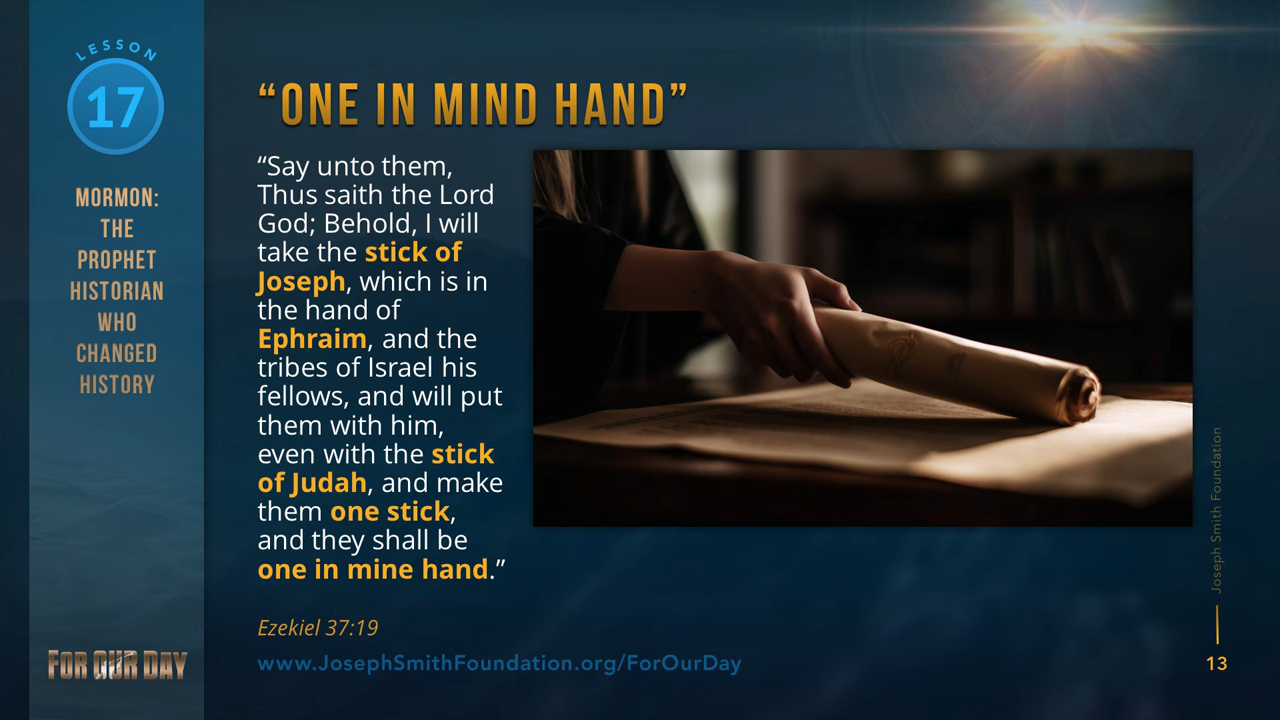 LESSON
17
MORMON:
THE
PROPHET
HISTORIAN
WHO
CHANGED
HISTORY
FOR OUR DAY
“ONE IN MIND HAND”
“Say unto them,
Thus saith the Lord
God; Behold, I will
take the stick of
Joseph, which is in
the hand of
Ephraim, and the
tribes of Israel his
fellows, and will put
them with him,
even with the stick
of Judah, and make
them one stick,
and they shall be
one in mine hand.”
Ezekiel 37:19
www.JosephSmithFoundation.org/ForOurDay
Joseph Smith Foundation
13